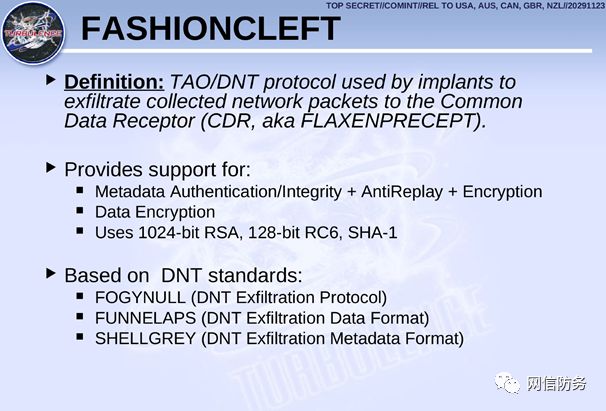 TOP SECRET//COMINT//REL TO USA, AUS, CAN, GBR, NZL//20291123
TURBULENCE
FASHIONCLEFT
Definition: TAO/DNT protocol used by implants to
exfiltrate collected network packets to the Common
Data Receptor (CDR, aka FLAXENPRECEPT).
Provides support for:
Metadata Authentication/Integrity + AntiReplay + Encryption
Data Encryption
Uses 1024-bit RSA, 128-bit RC6, SHA-1
Based on DNT standards:
FOGYNULL (DNT Exfiltration Protocol)
FUNNELAPS (DNT Exfiltration Data Format)
SHELLGREY (DNT Exfiltration Metadata Format)
TURBULENCE
网信防务